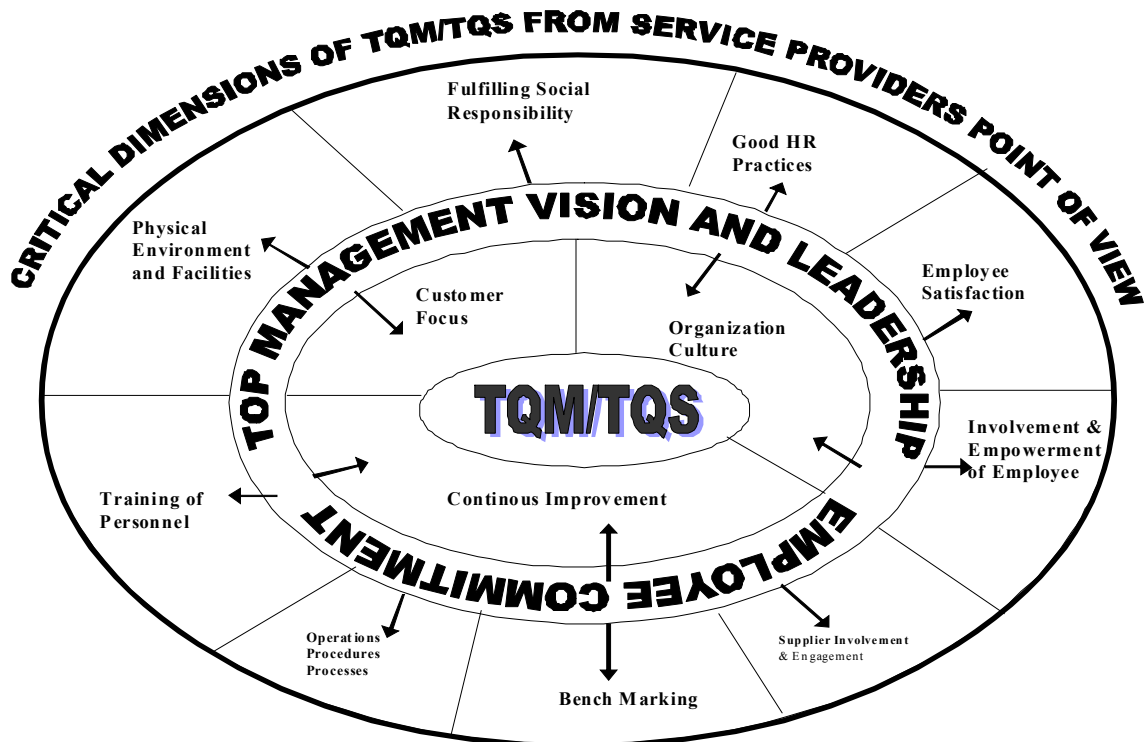 CRITICAL DIMENSIONS OF TQM/TQS FROM SERVICE PROVIDERS POINT OF VIEW
Fulfilling Social
Responsibility
Good HR
Practices
Physical
Environment
and Facilities
TOP MANAGEMENT VISION AND LEADERSHIP
Employee
Satisfaction
Customer
Focus
Organization
Culture
TQM/TQS
Involvement &
Empowerment
of Employee
Training of
Personnel
Continous Improvement
EMPLOYEE COMMITMENT
Operations
Procedures
Processes
Supplier Involvement
& Engagement
Bench Marking